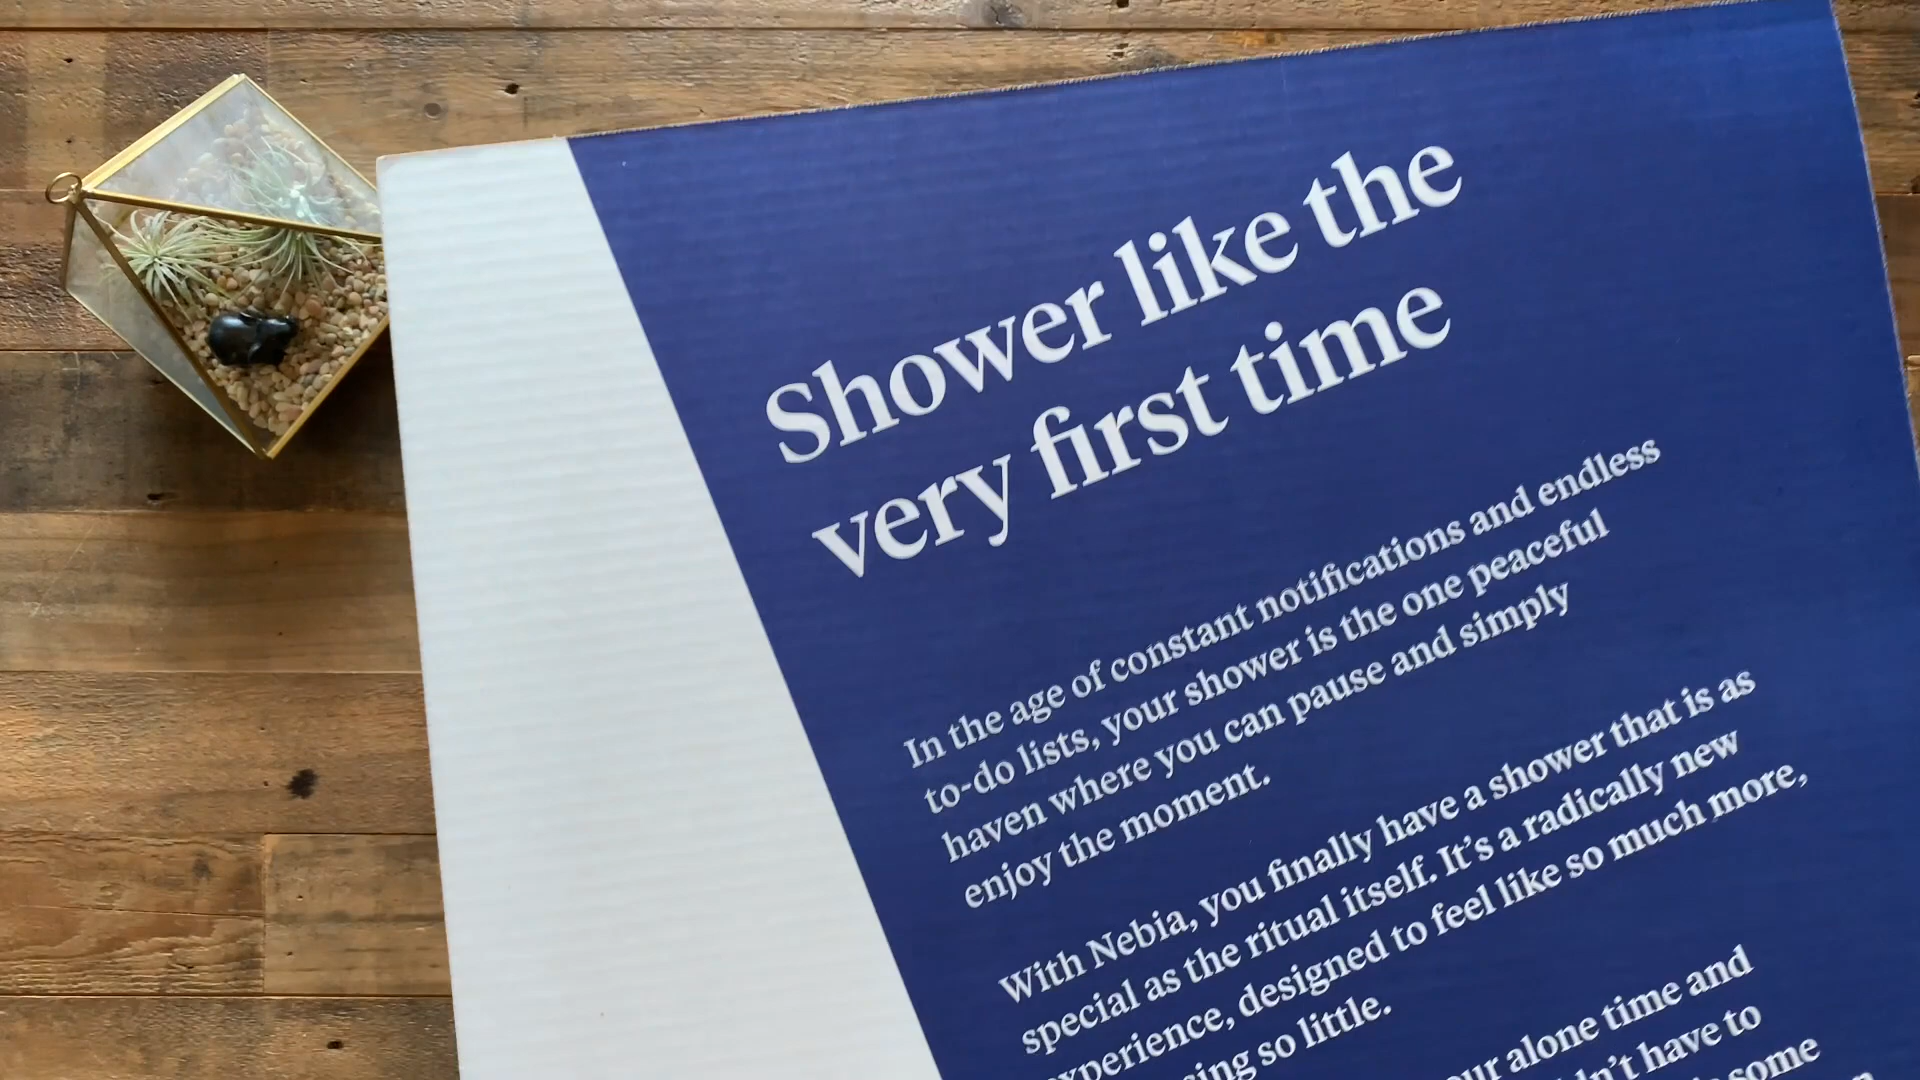 Shower like the
very first time
In the age of constant notifications and endless
to-do lists, your shower is the one peaceful
haven where you can pause and simply
enjoy the moment.
With Nebia, you finally have a shower that is as
special as the ritual itself. It’s a radically new
experience, designed to feel like so much more,
so little.
alone time and
have to
some